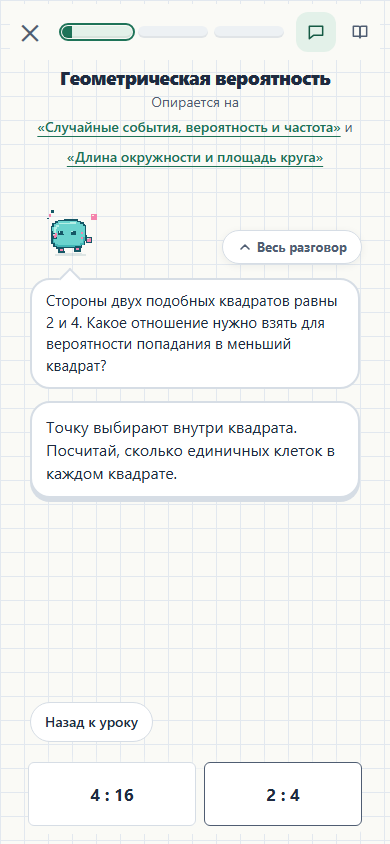 Геометрическая вероятность
Опирается на
«Случайные события, вероятность и частота» и
«Длина окружности и площадь круга»
Весь разговор
Стороны двух подобных квадратов равны
2 и 4. Какое отношение нужно взять для
вероятности попадания в меньший
квадрат?
Точку выбирают внутри квадрата.
Посчитай, сколько единичных клеток в
каждом квадрате.
Назад к уроку
4 : 16
2 : 4